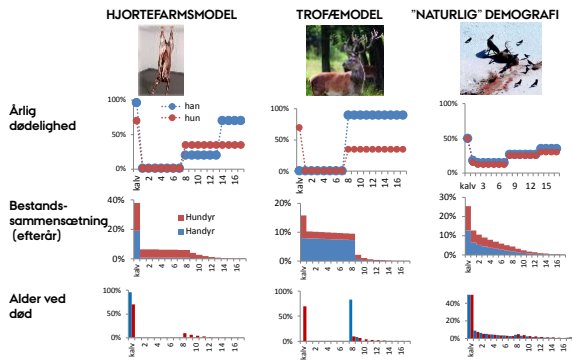 HJORTEFARMSMODEL
TROFÆMODEL
”NATURLIG” DEMOGRAFI
Årlig
dødelighed
100%
50%
0%
han
hun
kalv 2 4 6 8 10 12 14 16
100%
50%
0%
kalv 2 4 6 8 10 12 14 16
100%
50%
0%
kalv 3 6 9 12 15
Bestands-
sammensætning
(efterår)
40%
20%
0%
Hundyr
Handyr
kalv 2 4 6 8 10 12 14 16
20%
10%
0%
kalv 2 4 6 8 10 12 14 16
30%
20%
10%
0%
kalv 2 4 6 8 10 12 14 16
Alder ved
død
100%
50%
0%
kalv 2 4 6 8 10 12 14 16
100%
50%
0%
kalv 2 4 6 8 10 12 14 16
40%
20%
0%
kalv 2 4 6 8 10 12 14 16